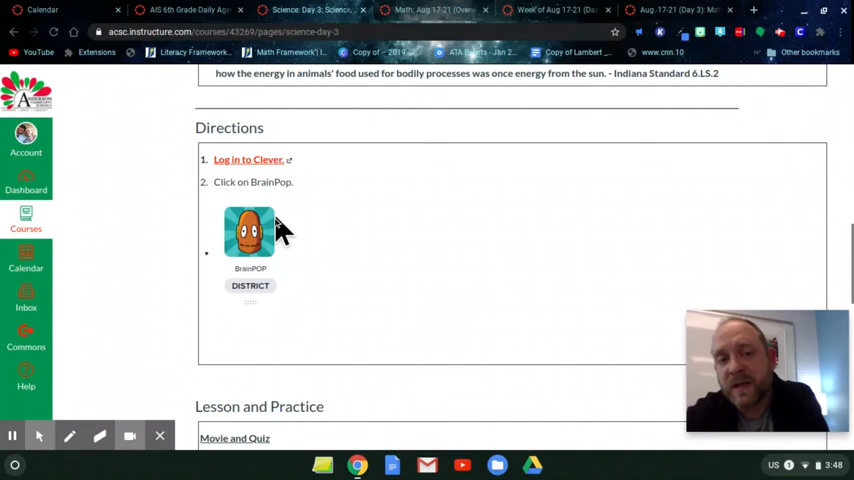 Calendar
AIS 6th Grade Daily Age
Science: Day 3: Science,
Math, Aug 17-21 (Overv
Week of Aug 17-21 (Day
Aug.-17-21 (Day 3): Mat
acsc.instructure.com/courses/43269/pages/science-day-3
YouTube
Extensions
Literacy Framework...
Math Framework'| I...
Copy of – 2019 -
ATA Events - Jan 2...
Copy of Lambert _...
www.cnn.10
Other bookmarks
how the energy in animals' food used for bodily processes was once energy from the sun. - Indiana Standard 6.LS.2
ANDERSON
Account
Dashboard
Courses
Calendar
Inbox
Commons
Help
Directions
1. Log in to Clever.
2. Click on BrainPop.
BrainPOP
DISTRICT
Lesson and Practice
Movie and Quiz
US 1 3:48